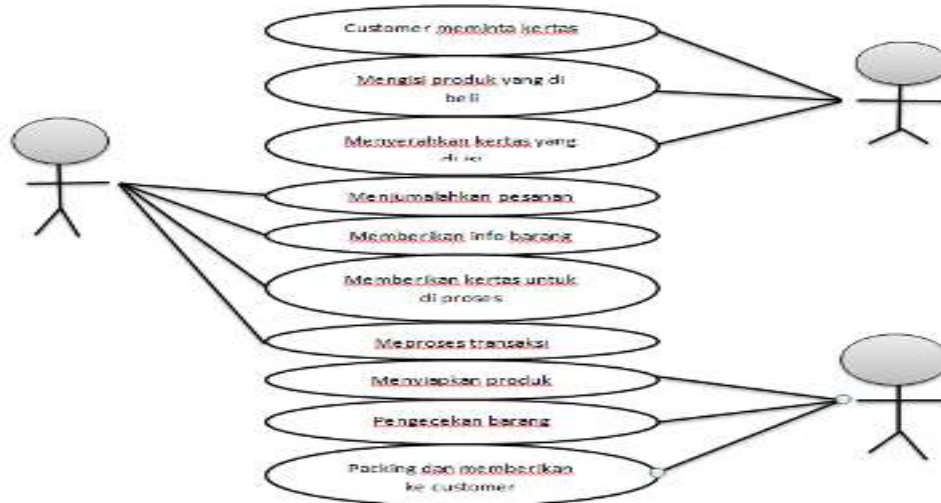 Customer meminta kertas
Mengisi produk yang di
beli
Menyerahkan kertas yang
Menjumalahkan pesanan
Memberikan info barang
Memberikan kertas untuk
di proses
Meproses transaksi
Menyiapkan produk
Pengecekan barang
Packing dan memberikan
ke customer